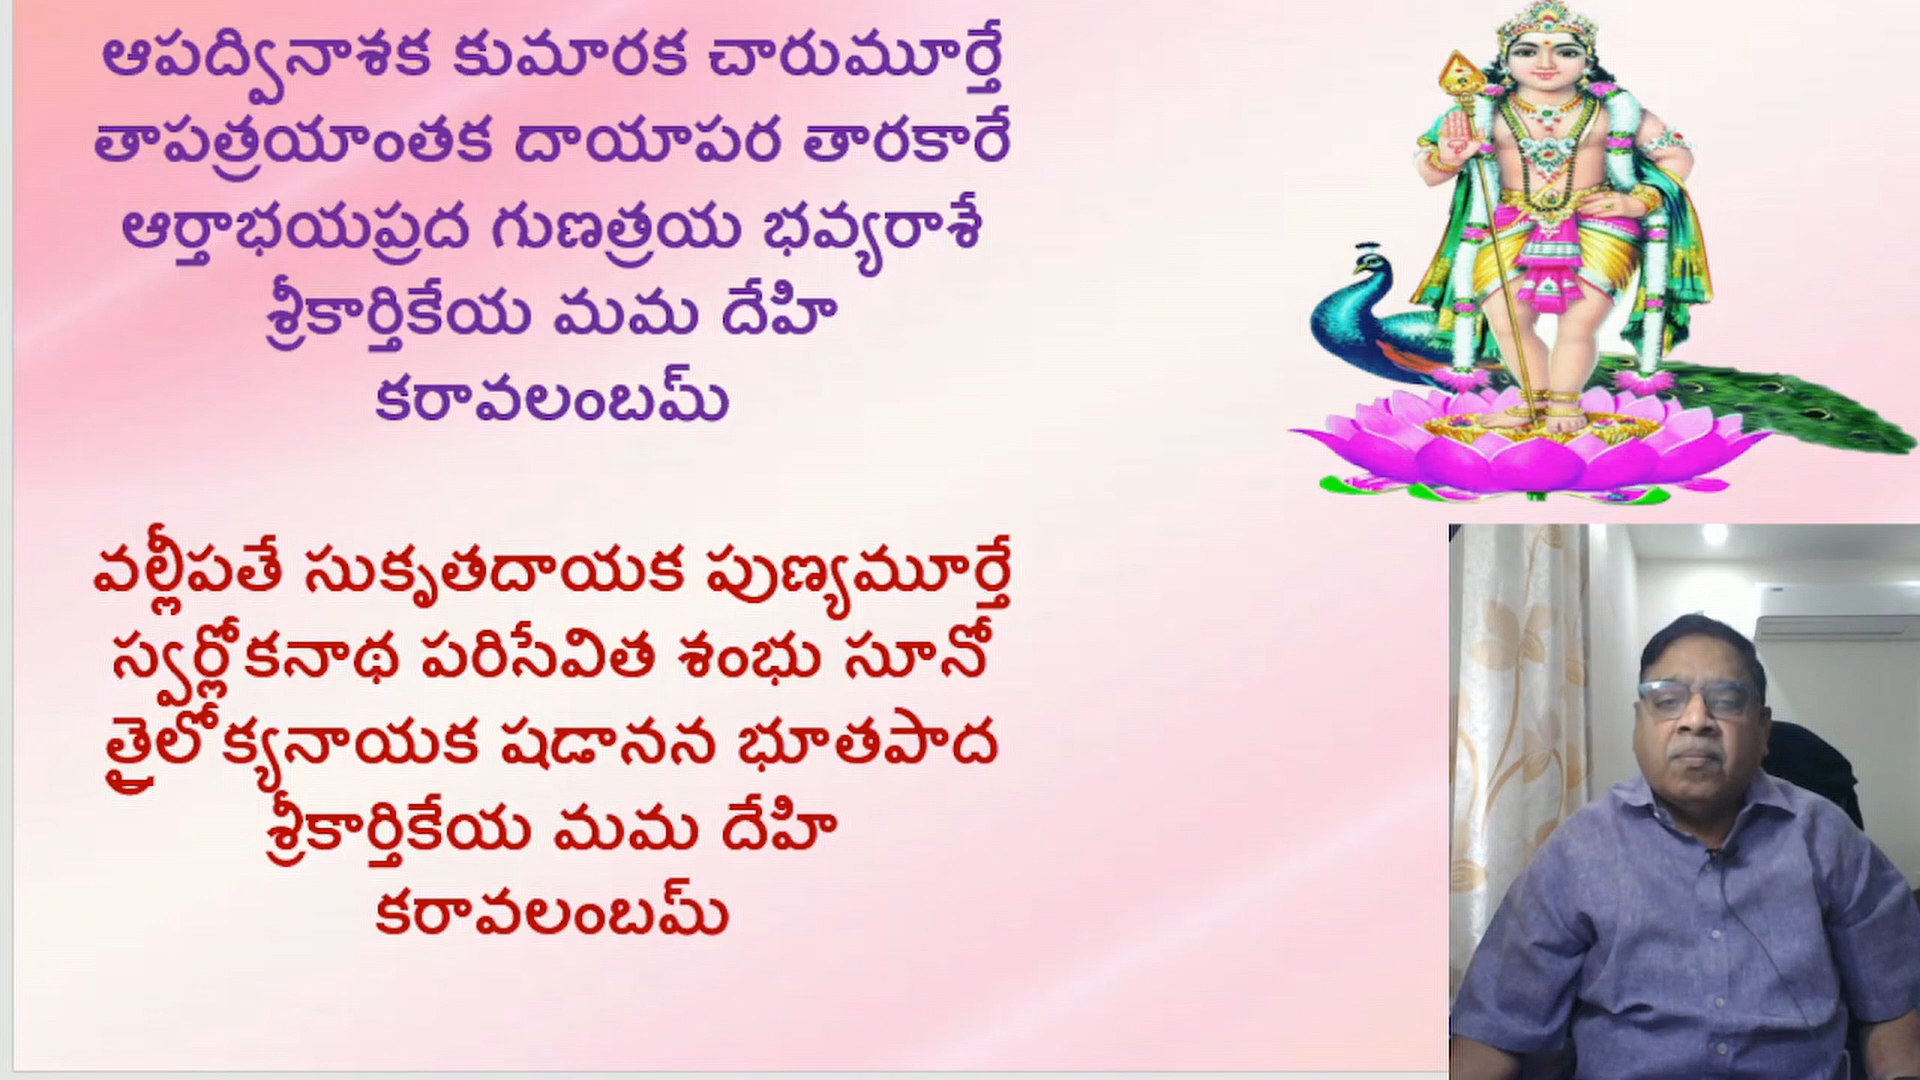 ఆపద్వినాశక కుమారక చారుమూర్తే
తాపత్రయాంతక దాయాపర తారకారే
ఆర్తాభయప్రద గుణత్రయ భవ్యరాశే
శ్రీకార్తికేయ మమ దేహి
కరావలంబమ్
వల్లీపతే సుకృతదాయక పుణ్యమూర్తే
స్వర్లోకనాథ పరిసేవిత శంభు సూనో
త్రైలోక్యనాయక షడానన భూతపాద
శ్రీకార్తికేయ మమ దేహి
కరావలంబమ్